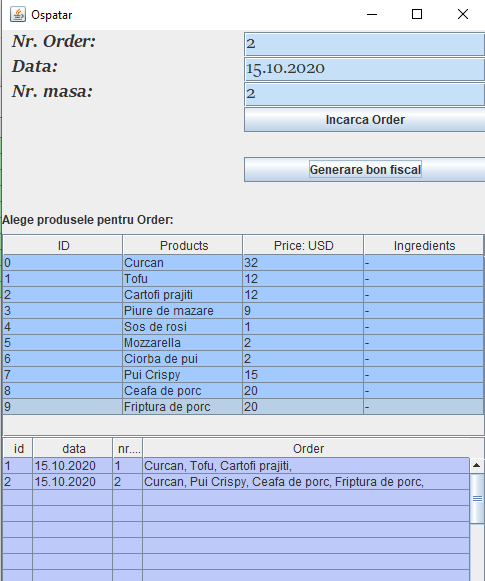 Ospatar
Nr. Order: 2
Data: 15.10.2020
Nr. masa: 2
Incarca Order
Generare bon fiscal
Alege produsele pentru Order:
ID Products Price: USD Ingredients
0 Curcan 32 -
1 Tofu 12 -
2 Cartofi prajiti 12 -
3 Piure de mazare 9 -
4 Sos de rosi 1 -
5 Mozzarella 2 -
6 Ciorba de pui 2 -
7 Pui Crispy 15 -
8 Ceafa de porc 20 -
9 Friptura de porc 20 -
id data nr.... Order
1 15.10.2020 1 Curcan, Tofu, Cartofi prajiti,
2 15.10.2020 2 Curcan, Pui Crispy, Ceafa de porc, Friptura de porc,